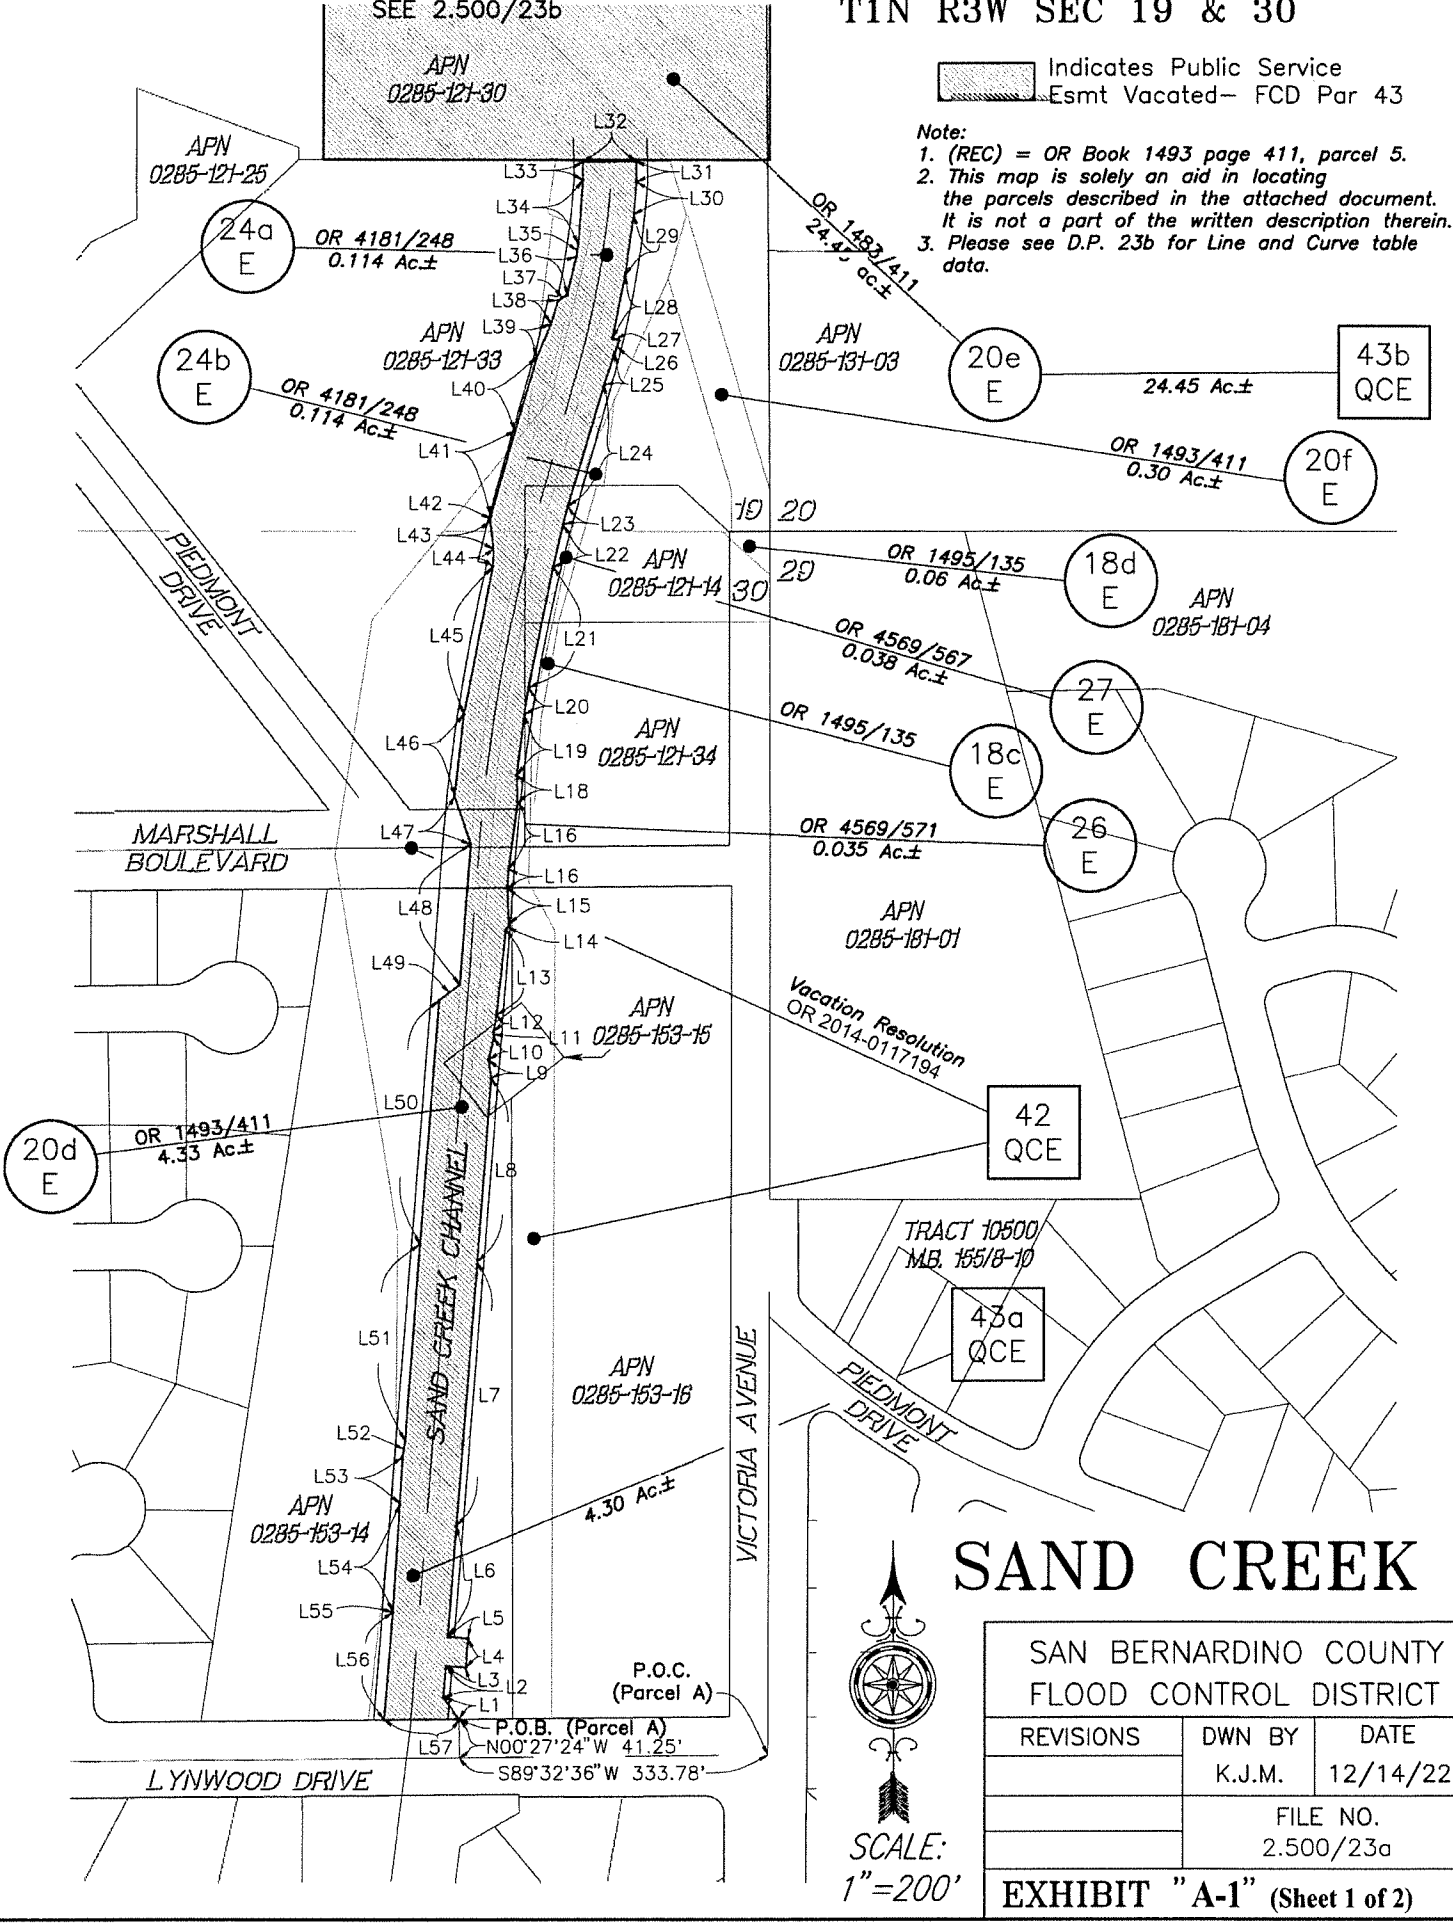 SEE 2.500/23b
T1N R3W SEC 19 & 30
Indicates Public Service
Esmt Vacated- FCD Par 43
Note:
1. (REC) = OR Book 1493 page 411, parcel 5.
2. This map is solely an aid in locating
the parcels described in the attached document.
It is not a part of the written description therein.
3. Please see D.P. 23b for Line and Curve table
data.
APN
0285-121-30
APN
0285-121-25
L32
L33
L31
L30
L34
L35
L36
L29
24a
E
OR 4181/248
0.114 Ac.±
OR 1483/411
24.45 ac.±
L37
L38
L39
L28
L27
L26
L25
APN
0285-121-33
APN
0285-131-03
24b
E
OR 4181/248
0.114 Ac.±
20e
E
24.45 Ac.±
43b
QCE
L40
L41
L24
OR 1493/411
0.30 Ac.±
20f
E
L42
L43
L44
L23
L22
19
20
30
29
APN
0285-121-14
OR 1495/135
0.06 Ac.±
18d
E
APN
0285-181-04
PIEDMONT
DRIVE
L45
L21
OR 4569/567
0.038 Ac.±
27
E
L46
L20
L19
L18
APN
0285-121-34
OR 1495/135
18c
E
MARSHALL
BOULEVARD
L47
L16
OR 4569/571
0.035 Ac.±
26
E
L16
L15
L14
L48
APN
0285-181-01
L49
L13
L12
L11
L10
L9
APN
0285-153-15
Vacation Resolution
OR 2014-0117194
42
QCE
L50
20d
E
OR 1493/411
4.33 Ac.±
L8
SAND CREEK CHANNEL
TRACT 10500
M.B. 155/8-10
43a
QCE
L51
L7
APN
0285-153-16
VICTORIA AVENUE
PIEDMONT
DRIVE
L52
L53
APN
0285-153-14
4.30 Ac.±
L54
L55
L56
L6
L5
L4
L3
L2
L1
L57
P.O.C.
(Parcel A)
P.O.B. (Parcel A)
N00°27'24"W 41.25'
S89°32'36"W 333.78'
LYNWOOD DRIVE
SCALE:
1"=200'
SAND CREEK
SAN BERNARDINO COUNTY
FLOOD CONTROL DISTRICT
REVISIONS
DWN BY
DATE
K.J.M.
12/14/22
FILE NO.
2.500/23a
EXHIBIT "A-1" (Sheet 1 of 2)